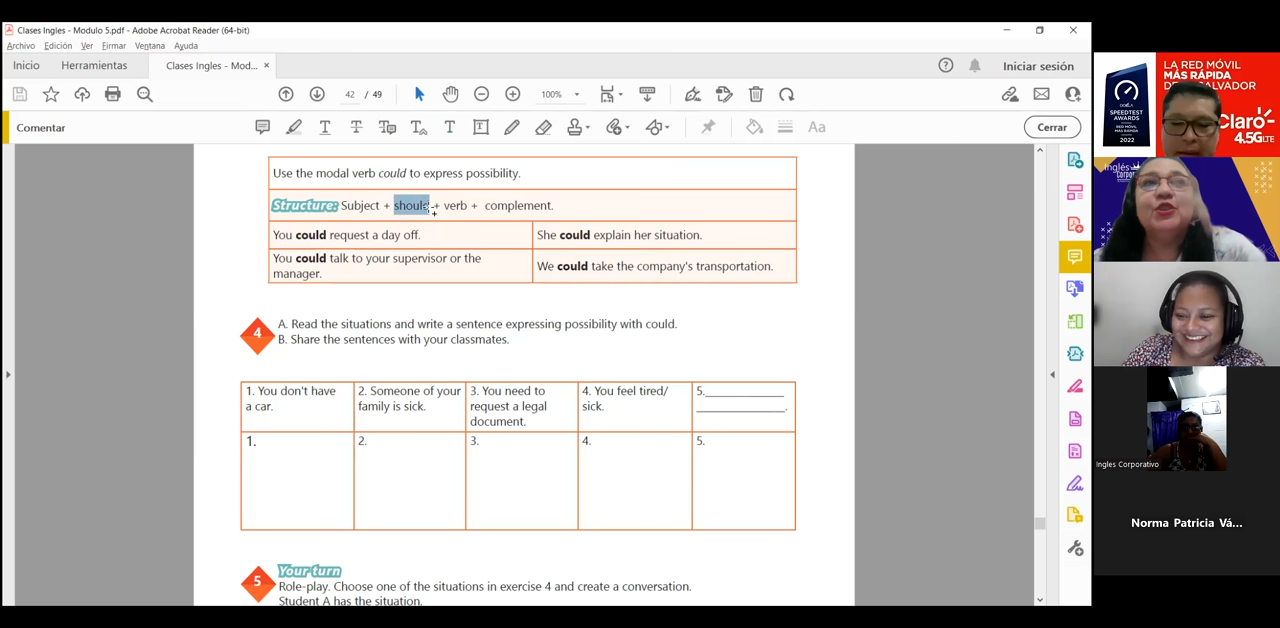 Clases Ingles - Modulo 5.pdf - Adobe Acrobat Reader (64-bit)
Archivo Edición Ver Firmar Ventana Ayuda
Inicio Herramientas Clases Ingles - Mod... × Iniciar sesión
42 / 49 100%
Comentar Cerrar
Use the modal verb could to express possibility.
Structure: Subject + should + verb + complement.
You could request a day off. She could explain her situation.
You could talk to your supervisor or the
manager. We could take the company's transportation.
4
A. Read the situations and write a sentence expressing possibility with could.
B. Share the sentences with your classmates.
1. You don't have
a car.
2. Someone of your
family is sick.
3. You need to
request a legal
document.
4. You feel tired/
sick.
5.______________
________________.
1. 2. 3. 4. 5.
5
Your turn
Role-play. Choose one of the situations in exercise 4 and create a conversation.
Student A has the situation.
LA RED MÓVIL
MÁS RÁPIDA
SALVADOR
SPEEDTEST
AWARDS
2022
Claro
4.5G LTE
Inglés
Ingles Corporativo
Norma Patricia Vá...